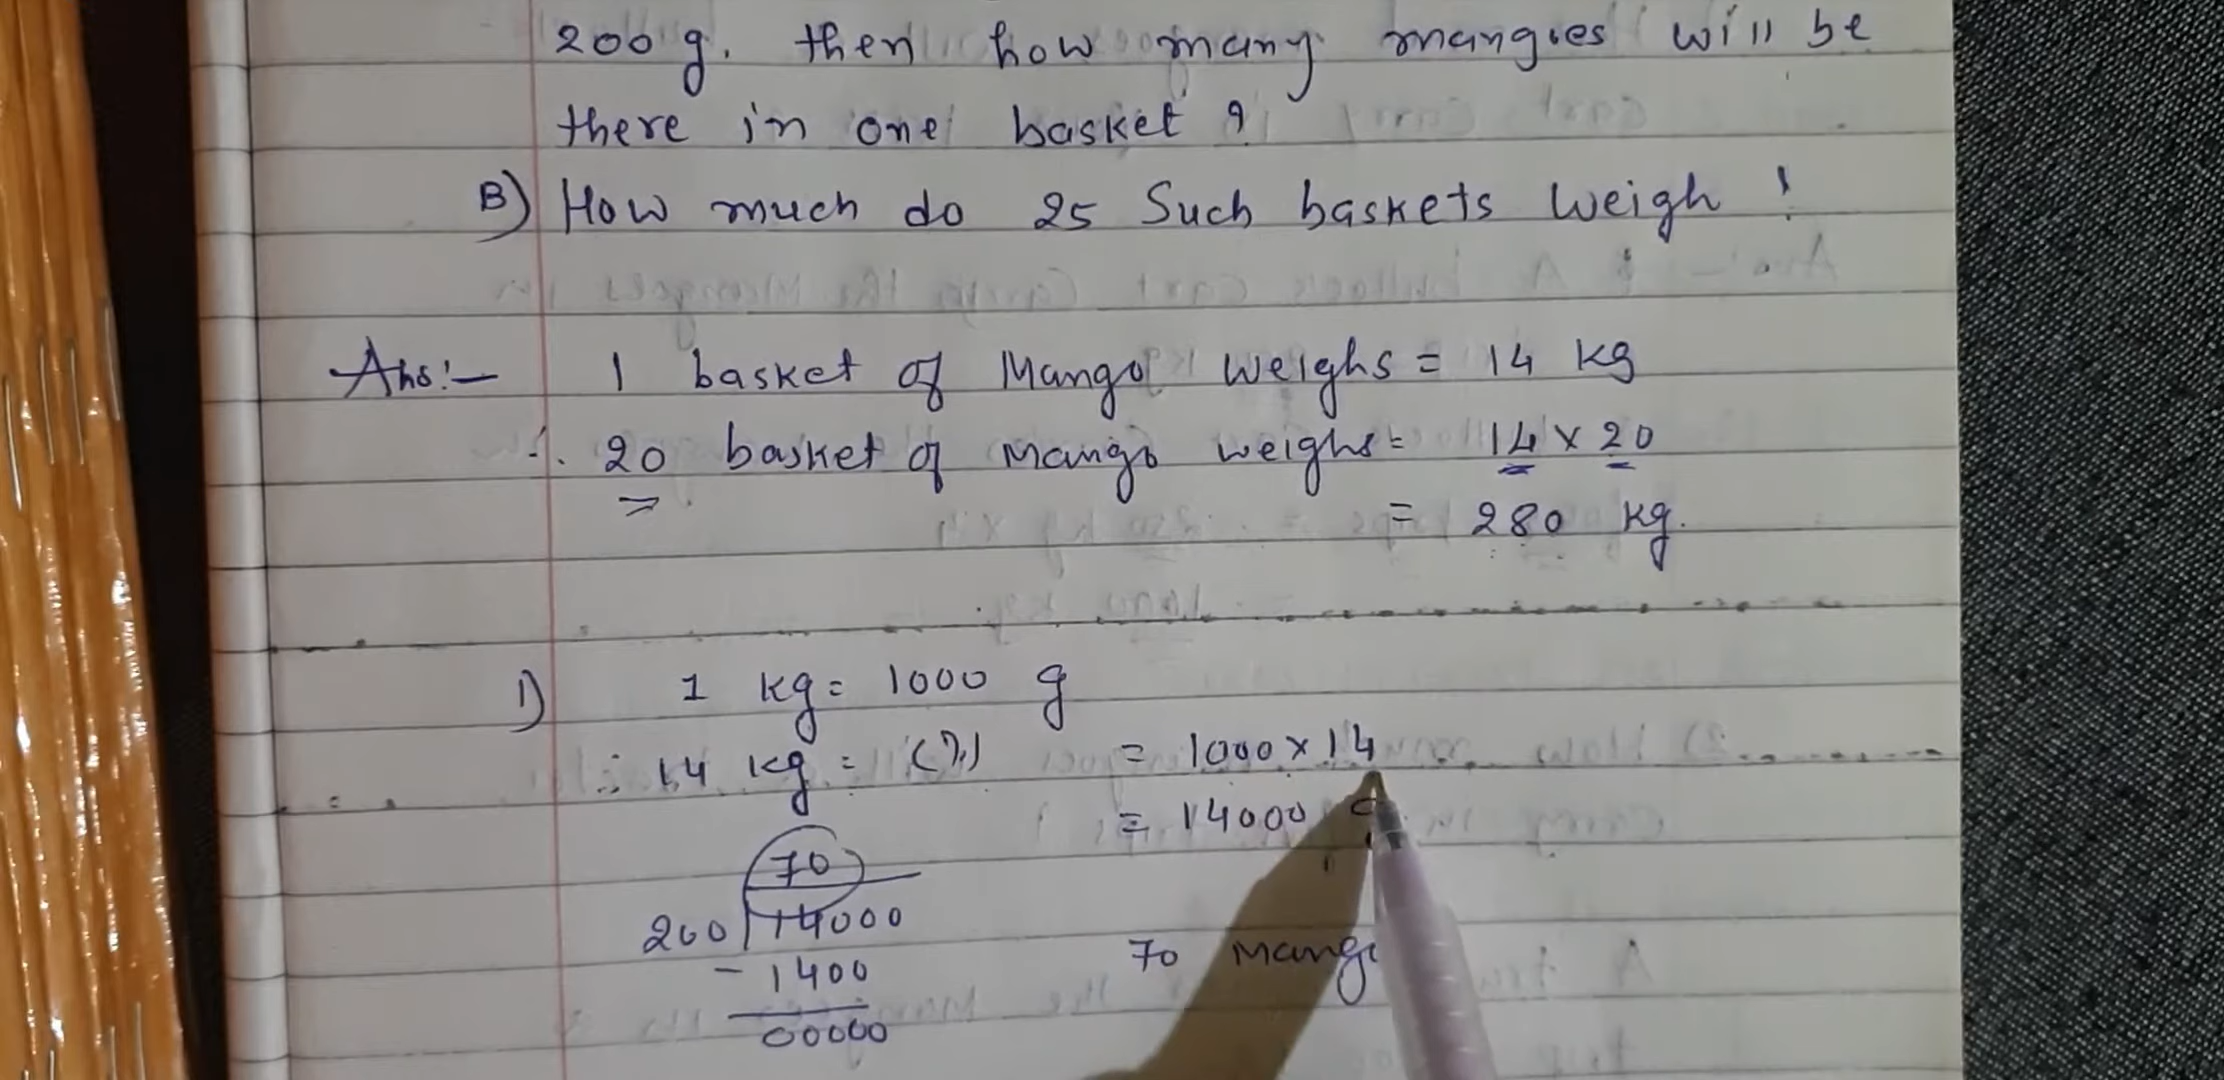 200 g. then how many mangoes will be
there in one basket ?
B) How much do 25 Such baskets weigh !
Ans:- 1 basket of Mango weighs = 14 kg
∴ 20 basket of mango weighs = 14 x 20
= 280 kg.
1) 1 kg = 1000 g
∴ 14 kg = (?) = 1000 x 14
= 14000
70
200 14000
- 1400
00000
70 Mang